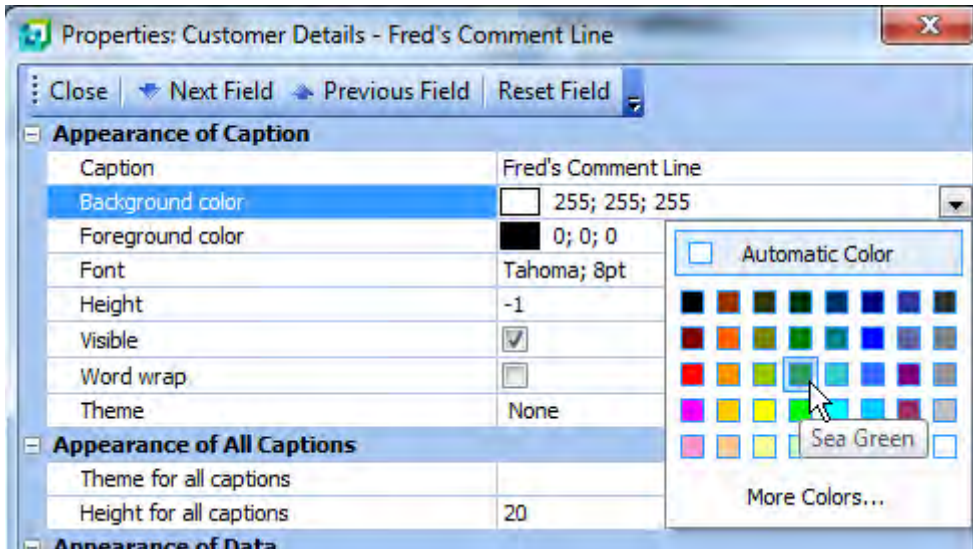 Properties: Customer Details - Fred's Comment Line
X
Close Next Field Previous Field Reset Field
Appearance of Caption
Caption Fred's Comment Line
Background color 255; 255; 255
Foreground color 0; 0; 0
Font Tahoma; 8pt
Height -1
Visible
Word wrap
Theme None
Appearance of All Captions
Theme for all captions
Height for all captions 20
Appearance of Data
Automatic Color
Sea Green
More Colors...